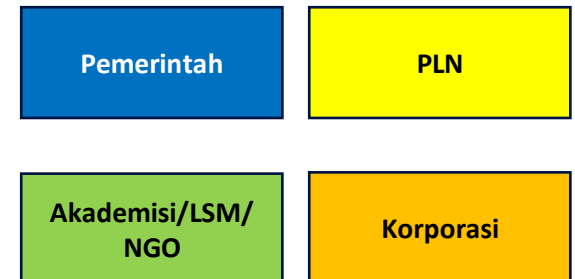 Pemerintah
PLN
Akademisi/LSM/
NGO
Korporasi